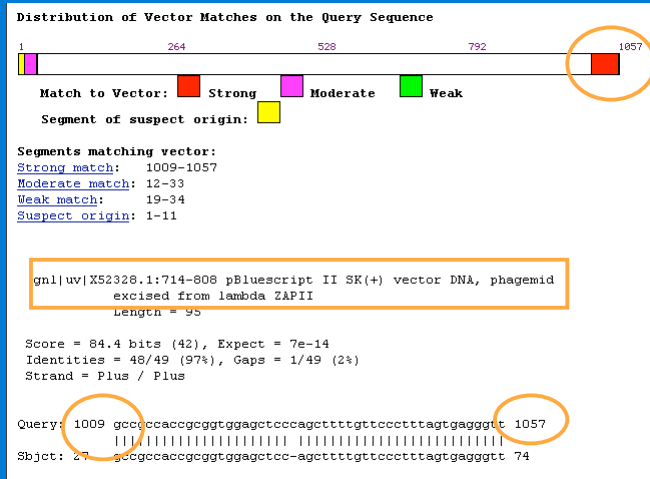 Distribution of Vector Matches on the Query Sequence
1 264 528 792 1057
Match to Vector: Strong Moderate Weak
Segment of suspect origin:
Segments matching vector:
Strong match: 1009-1057
Moderate match: 12-33
Weak match: 19-34
Suspect origin: 1-11
gnl|uv|X52328.1:714-808 pBluescript II SK(+) vector DNA, phagemid
excised from lambda ZAPII
Length = 95
Score = 84.4 bits (42), Expect = 7e-14
Identities = 48/49 (97%), Gaps = 1/49 (2%)
Strand = Plus / Plus
Query: 1009 gccgccaccgcggtggagctcccagcttttgttccctttagtgagggtt 1057
||||||||||||||||||||||| |||||||||||||||||||||||||
Sbjct: 27 gccgccaccgcggtggagctcc-agcttttgttccctttagtgagggtt 74